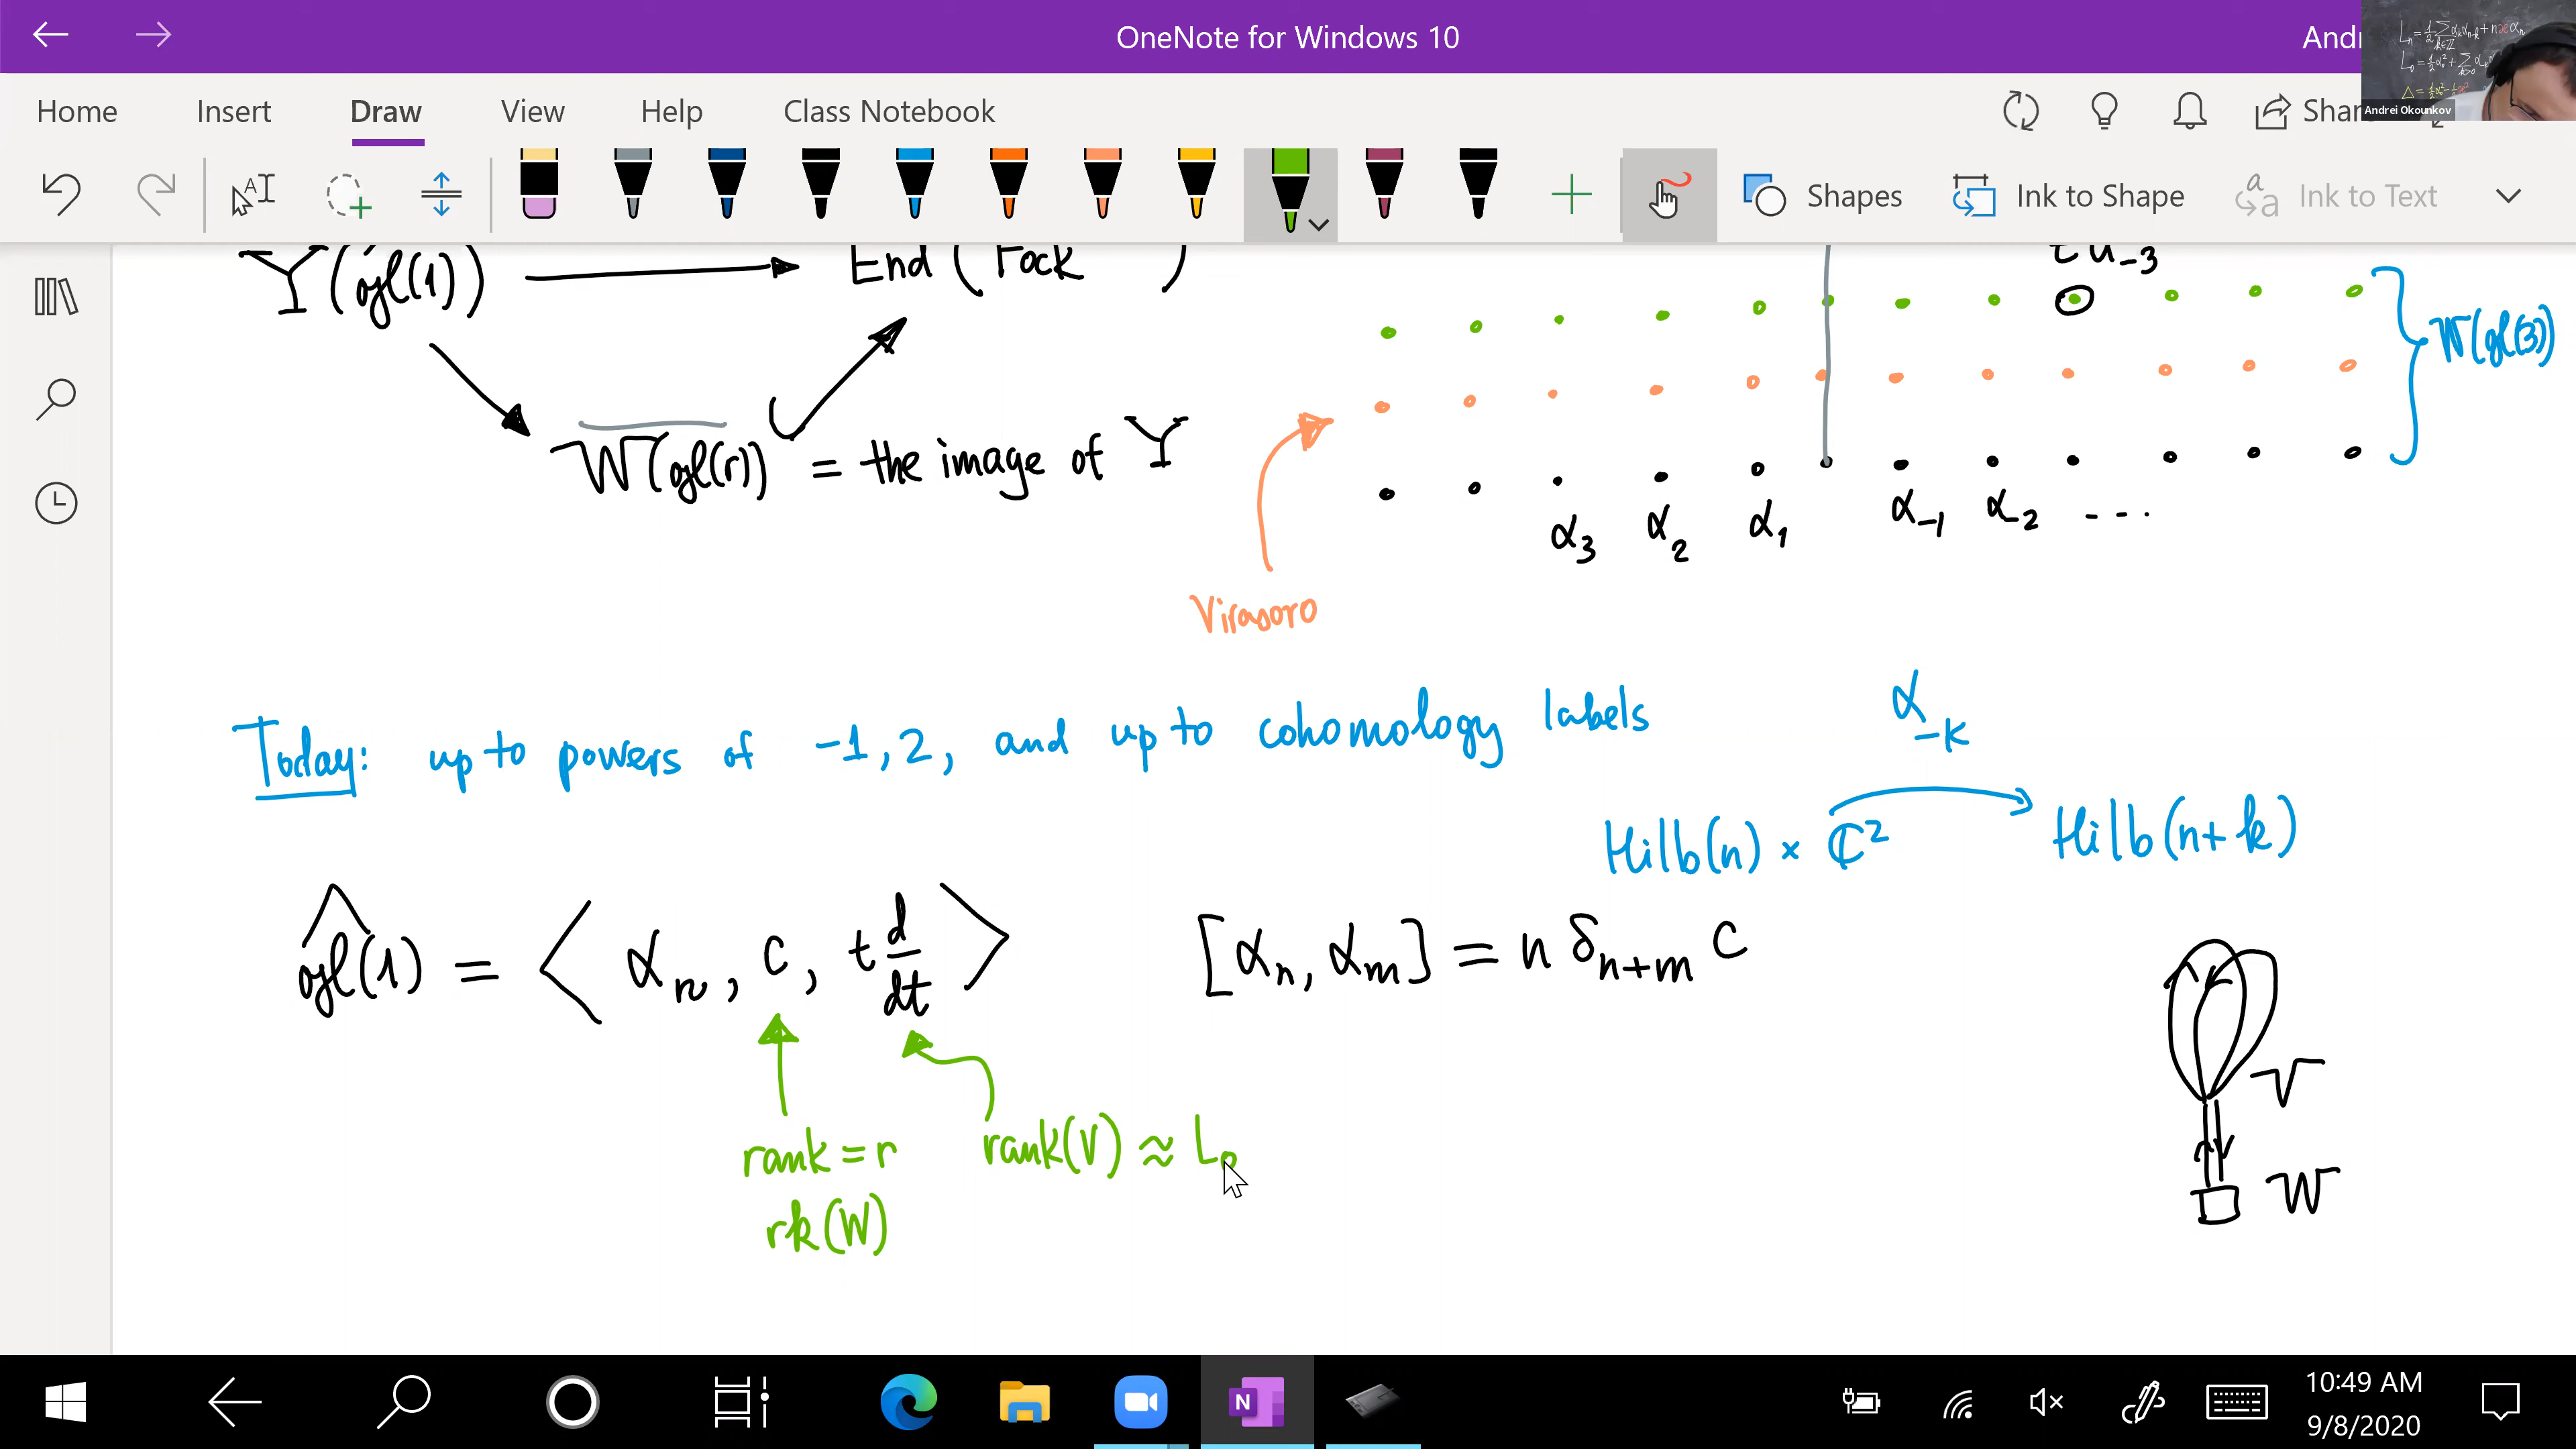 OneNote for Windows 10
Home Insert Draw View Help Class Notebook
Andrei Okounkov
Shapes Ink to Shape Ink to Text
Y(gl(1)) → End(Fock )
W(gl(r)) = the image of Y
W(gl(3))
α₃ α₂ α₁ α₋₁ α₋₂ ...
Virasoro
Today: up to powers of -1, 2, and up to cohomology labels
α₋ₖ
Hilb(n) × ℂ² → Hilb(n+k)
ĝl(1) = ⟨ αₙ, c, t d/dt ⟩ [αₙ, αₘ] = n δₙ₊ₘ c
rank = r rank(V) ≈ L₀
rk(W)
V
W
10:49 AM
9/8/2020